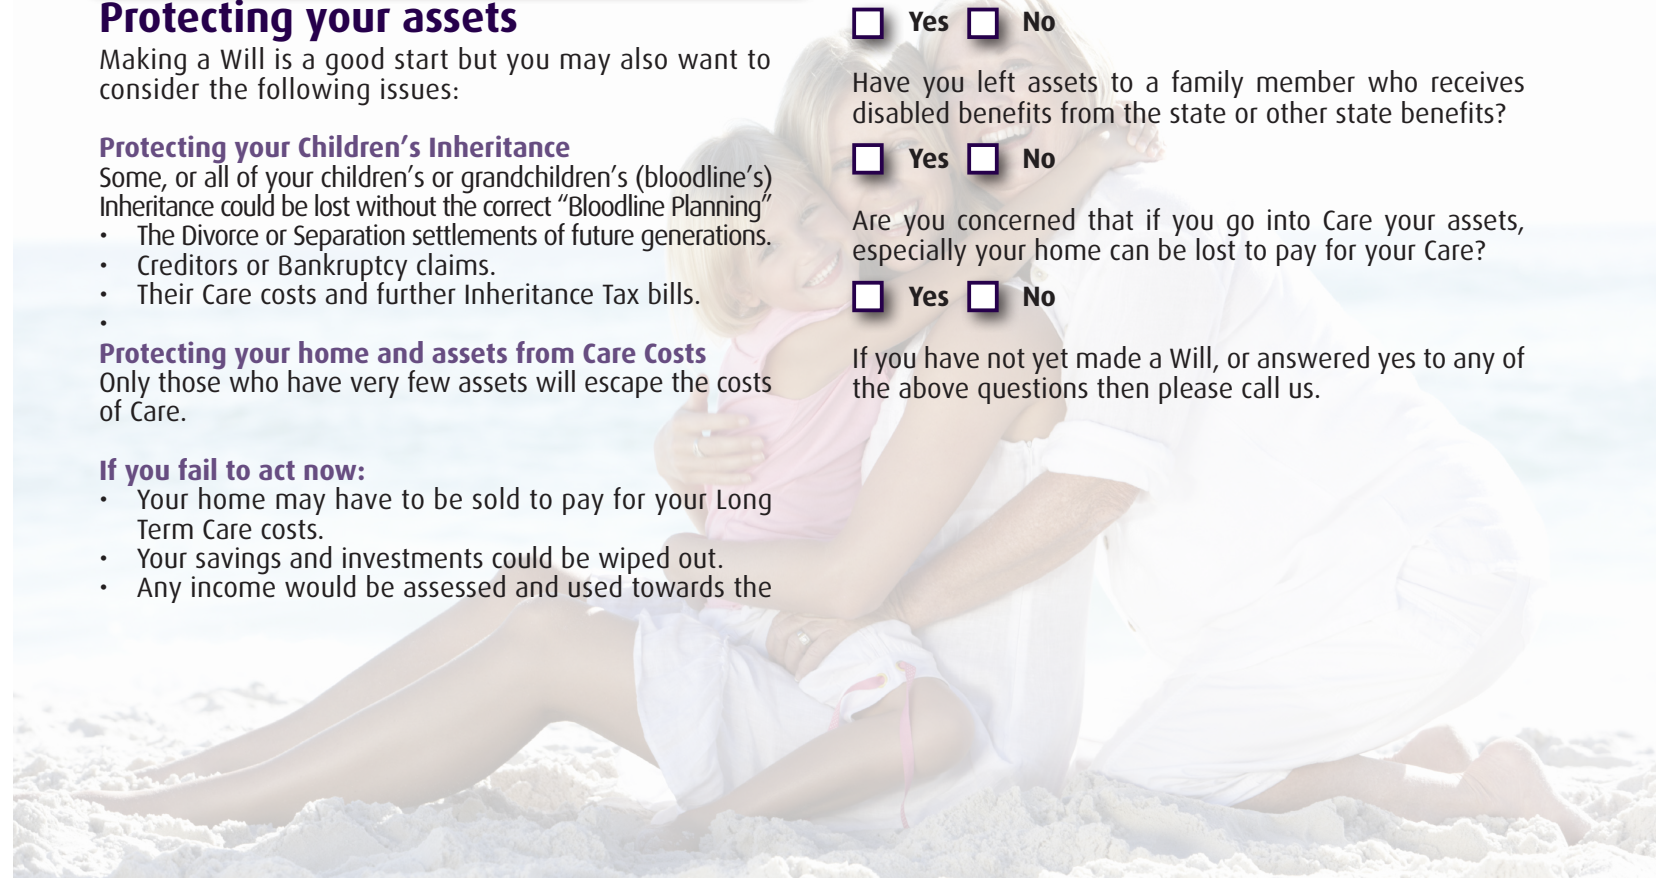 Protecting your assets
Making a Will is a good start but you may also want to
consider the following issues:
Protecting your Children’s Inheritance
Some, or all of your children’s or grandchildren’s (bloodline’s)
Inheritance could be lost without the correct “Bloodline Planning”
• The Divorce or Separation settlements of future generations.
• Creditors or Bankruptcy claims.
• Their Care costs and further Inheritance Tax bills.
•
Protecting your home and assets from Care Costs
Only those who have very few assets will escape the costs
of Care.
If you fail to act now:
• Your home may have to be sold to pay for your Long
Term Care costs.
• Your savings and investments could be wiped out.
• Any income would be assessed and used towards the
Yes No
Have you left assets to a family member who receives
disabled benefits from the state or other state benefits?
Yes No
Are you concerned that if you go into Care your assets,
especially your home can be lost to pay for your Care?
Yes No
If you have not yet made a Will, or answered yes to any of
the above questions then please call us.